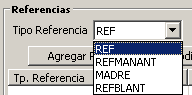 Referencias
Tipo Referencia REF
REF
Agregar
REFMANANT
MADRE
Tp. Referencia
REFBLANT